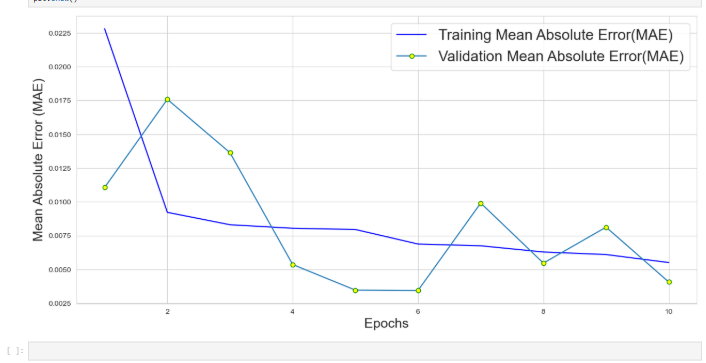 Training Mean Absolute Error(MAE)
Validation Mean Absolute Error(MAE)
Mean Absolute Error (MAE)
0.0225
0.0200
0.0175
0.0150
0.0125
0.0100
0.0075
0.0050
0.0025
2 4 6 8 10
Epochs
[ ]: